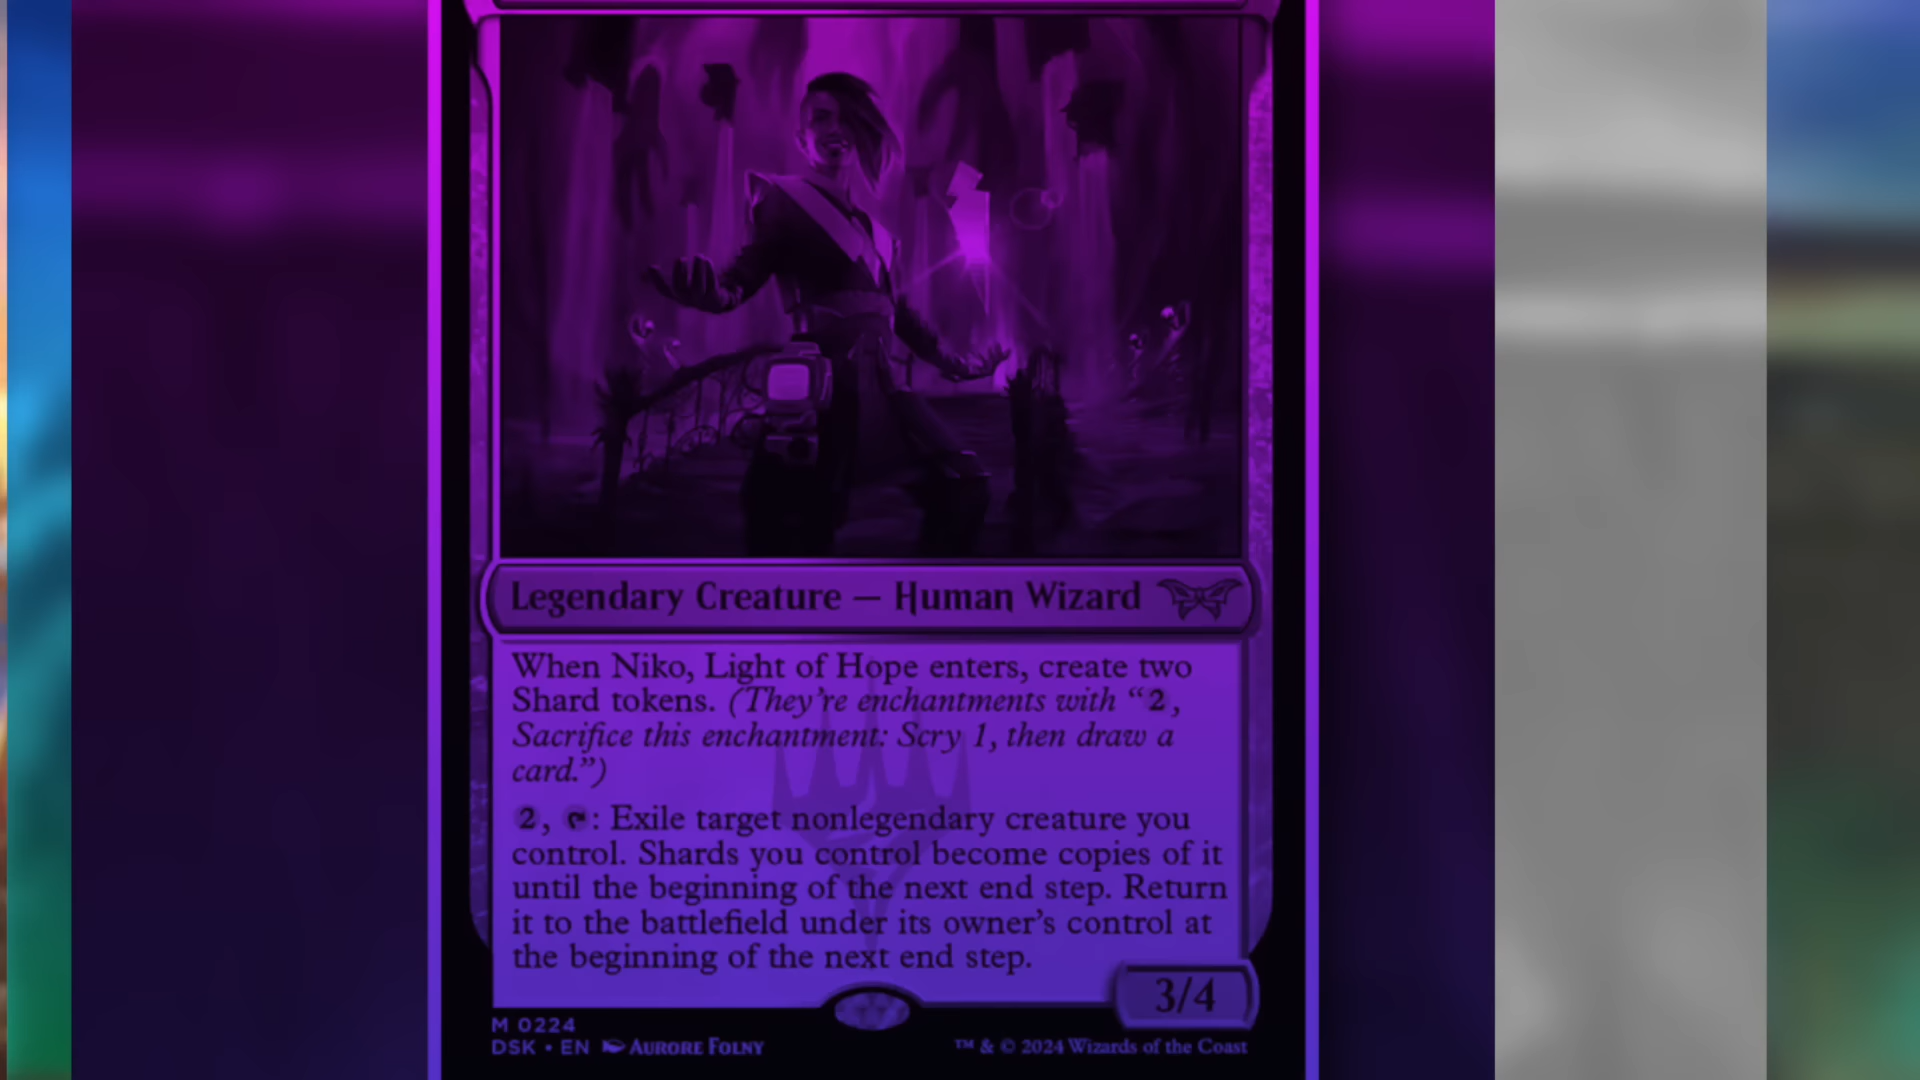 Legendary Creature — Human Wizard
When Niko, Light of Hope enters, create two
Shard tokens. (They're enchantments with “2,
Sacrifice this enchantment: Scry 1, then draw a
card.”)
2, : Exile target nonlegendary creature you
control. Shards you control become copies of it
until the beginning of the next end step. Return
it to the battlefield under its owner's control at
the beginning of the next end step.
3/4
M 0224
DSK • EN AURORE FOLNY
™ & © 2024 Wizards of the Coast